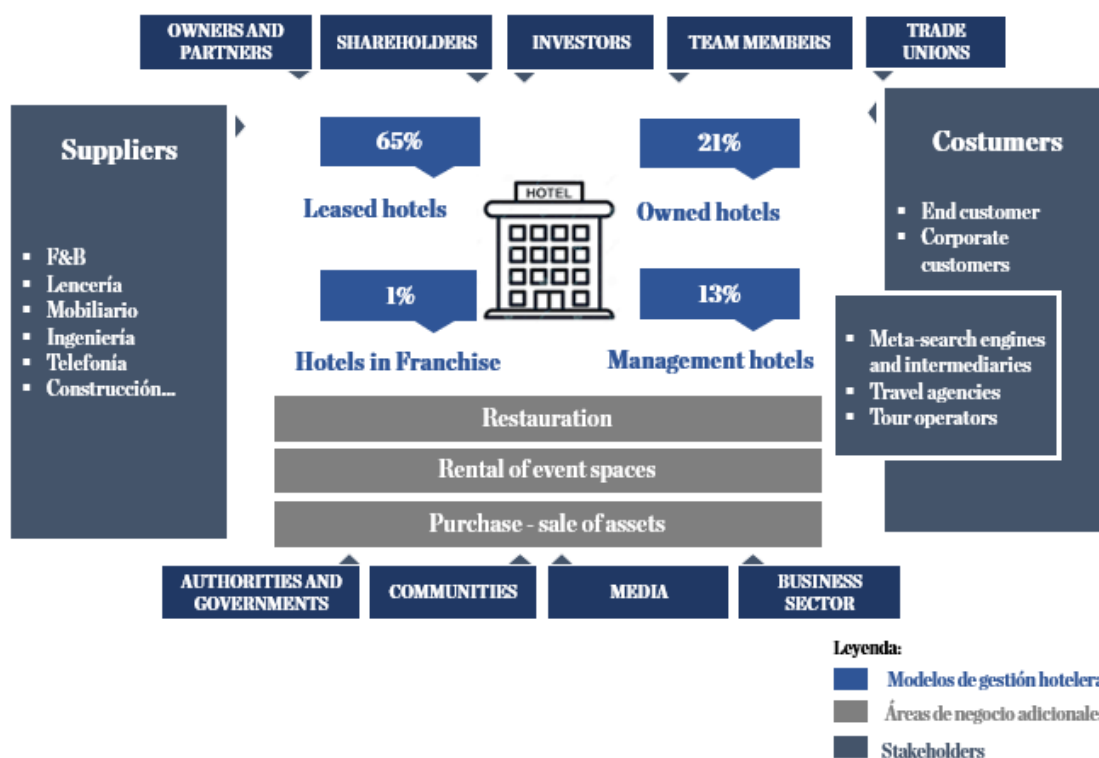 OWNERS AND
PARTNERS
SHAREHOLDERS
INVESTORS
TEAM MEMBERS
TRADE
UNIONS
Suppliers
▪ F&B
▪ Lencería
▪ Mobiliario
▪ Ingeniería
▪ Telefonía
▪ Construcción...
65%
Leased hotels
21%
Owned hotels
HOTEL
1%
Hotels in Franchise
13%
Management hotels
Restauration
Rental of event spaces
Purchase - sale of assets
Costumers
▪ End customer
▪ Corporate
customers
▪ Meta-search engines
and intermediaries
▪ Travel agencies
▪ Tour operators
AUTHORITIES AND
GOVERNMENTS
COMMUNITIES
MEDIA
BUSINESS
SECTOR
Leyenda:
Modelos de gestión hotelera
Áreas de negocio adicionales
Stakeholders